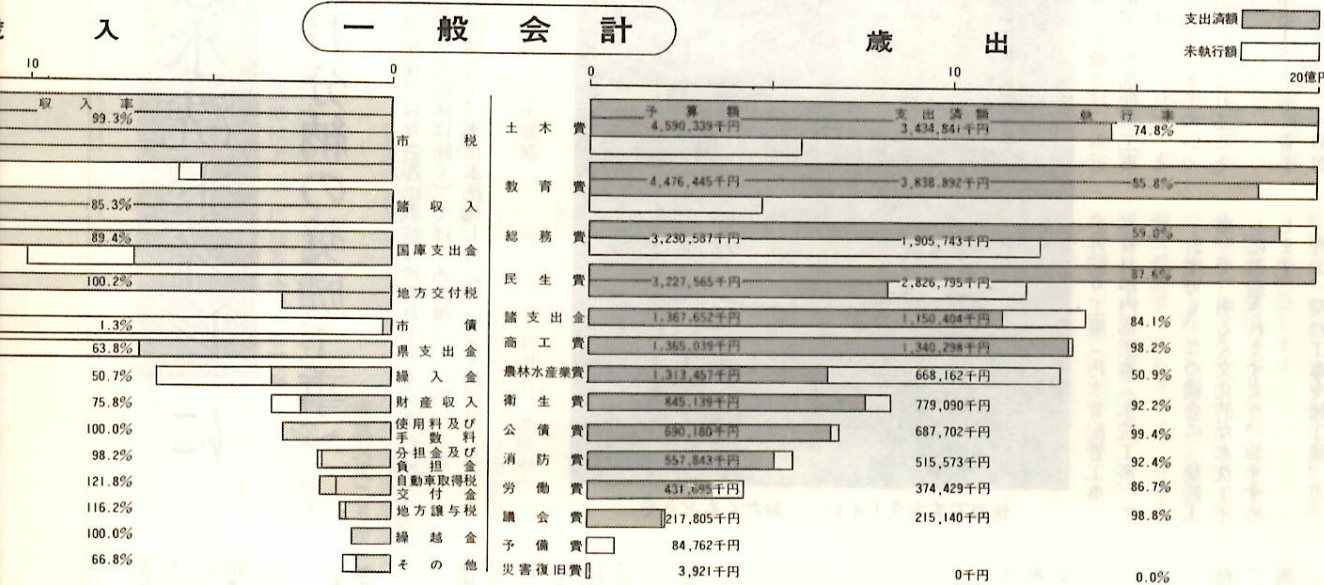 入
一般会計
歳出
支出済額
未執行額
10 0
0 10 20億円
収入率
99.3% 市税
85.3% 諸収入
89.4% 国庫支出金
100.2% 地方交付税
1.3% 市債
63.8% 県支出金
50.7% 繰入金
75.8% 財産収入
100.0% 使用料及び手数料
98.2% 分担金及び負担金
121.8% 自動車取得税交付金
116.2% 地方譲与税
100.0% 繰越金
66.8% その他
予算額 支出済額 執行率
土木費 4,590,339千円 3,434,841千円 74.8%
教育費 4,476,445千円 3,838,892千円 85.8%
総務費 3,230,587千円 1,905,743千円 59.0%
民生費 3,227,565千円 2,826,795千円 87.6%
諸支出金 1,367,652千円 1,150,404千円 84.1%
商工費 1,365,039千円 1,340,298千円 98.2%
農林水産業費 1,313,457千円 668,162千円 50.9%
衛生費 845,139千円 779,090千円 92.2%
公債費 690,180千円 687,702千円 99.4%
消防費 557,843千円 515,573千円 92.4%
労働費 431,695千円 374,429千円 86.7%
議会費 217,805千円 215,140千円 98.8%
予備費 84,762千円
災害復旧費 3,921千円 0千円 0.0%